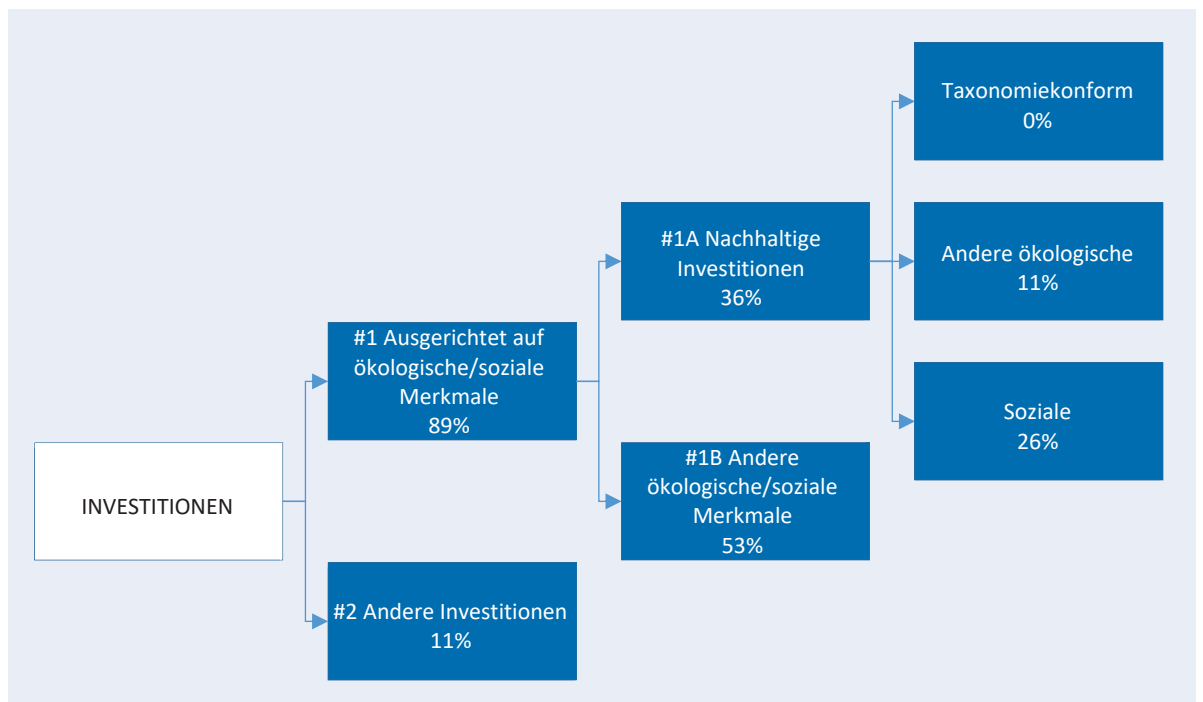 INVESTITIONEN
#1 Ausgerichtet auf
ökologische/soziale
Merkmale
89%
#2 Andere Investitionen
11%
#1A Nachhaltige
Investitionen
36%
#1B Andere
ökologische/soziale
Merkmale
53%
Taxonomiekonform
0%
Andere ökologische
11%
Soziale
26%